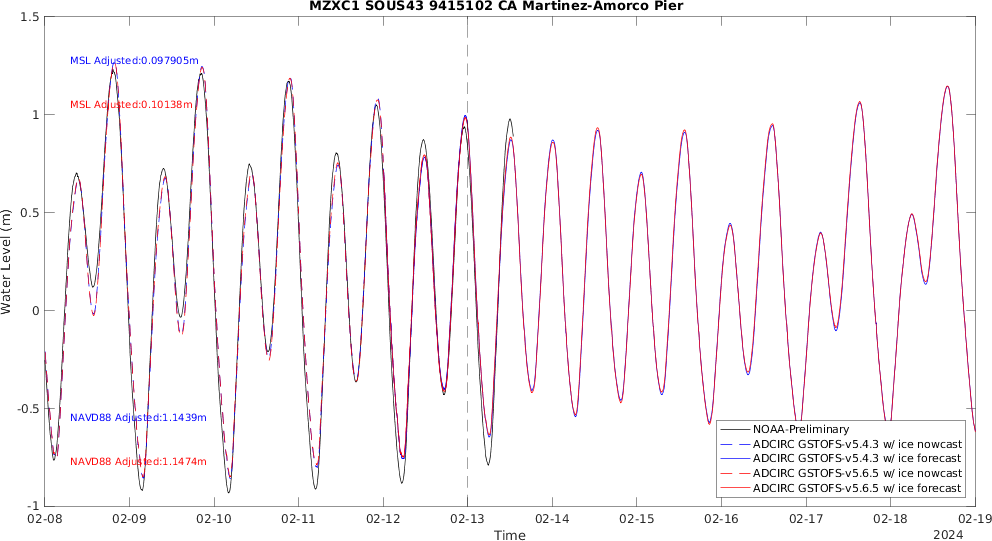 MZXC1 SOUS43 9415102 CA Martinez-Amorco Pier
1.5
1
0.5
0
-0.5
-1
Water Level (m)
MSL Adjusted:0.097905m
MSL Adjusted:0.10138m
NAVD88 Adjusted:1.1439m
NAVD88 Adjusted:1.1474m
NOAA-Preliminary
ADCIRC GSTOFS-v5.4.3 w/ ice nowcast
ADCIRC GSTOFS-v5.4.3 w/ ice forecast
ADCIRC GSTOFS-v5.6.5 w/ ice nowcast
ADCIRC GSTOFS-v5.6.5 w/ ice forecast
02-08 02-09 02-10 02-11 02-12 02-13 02-14 02-15 02-16 02-17 02-18 02-19
Time
2024